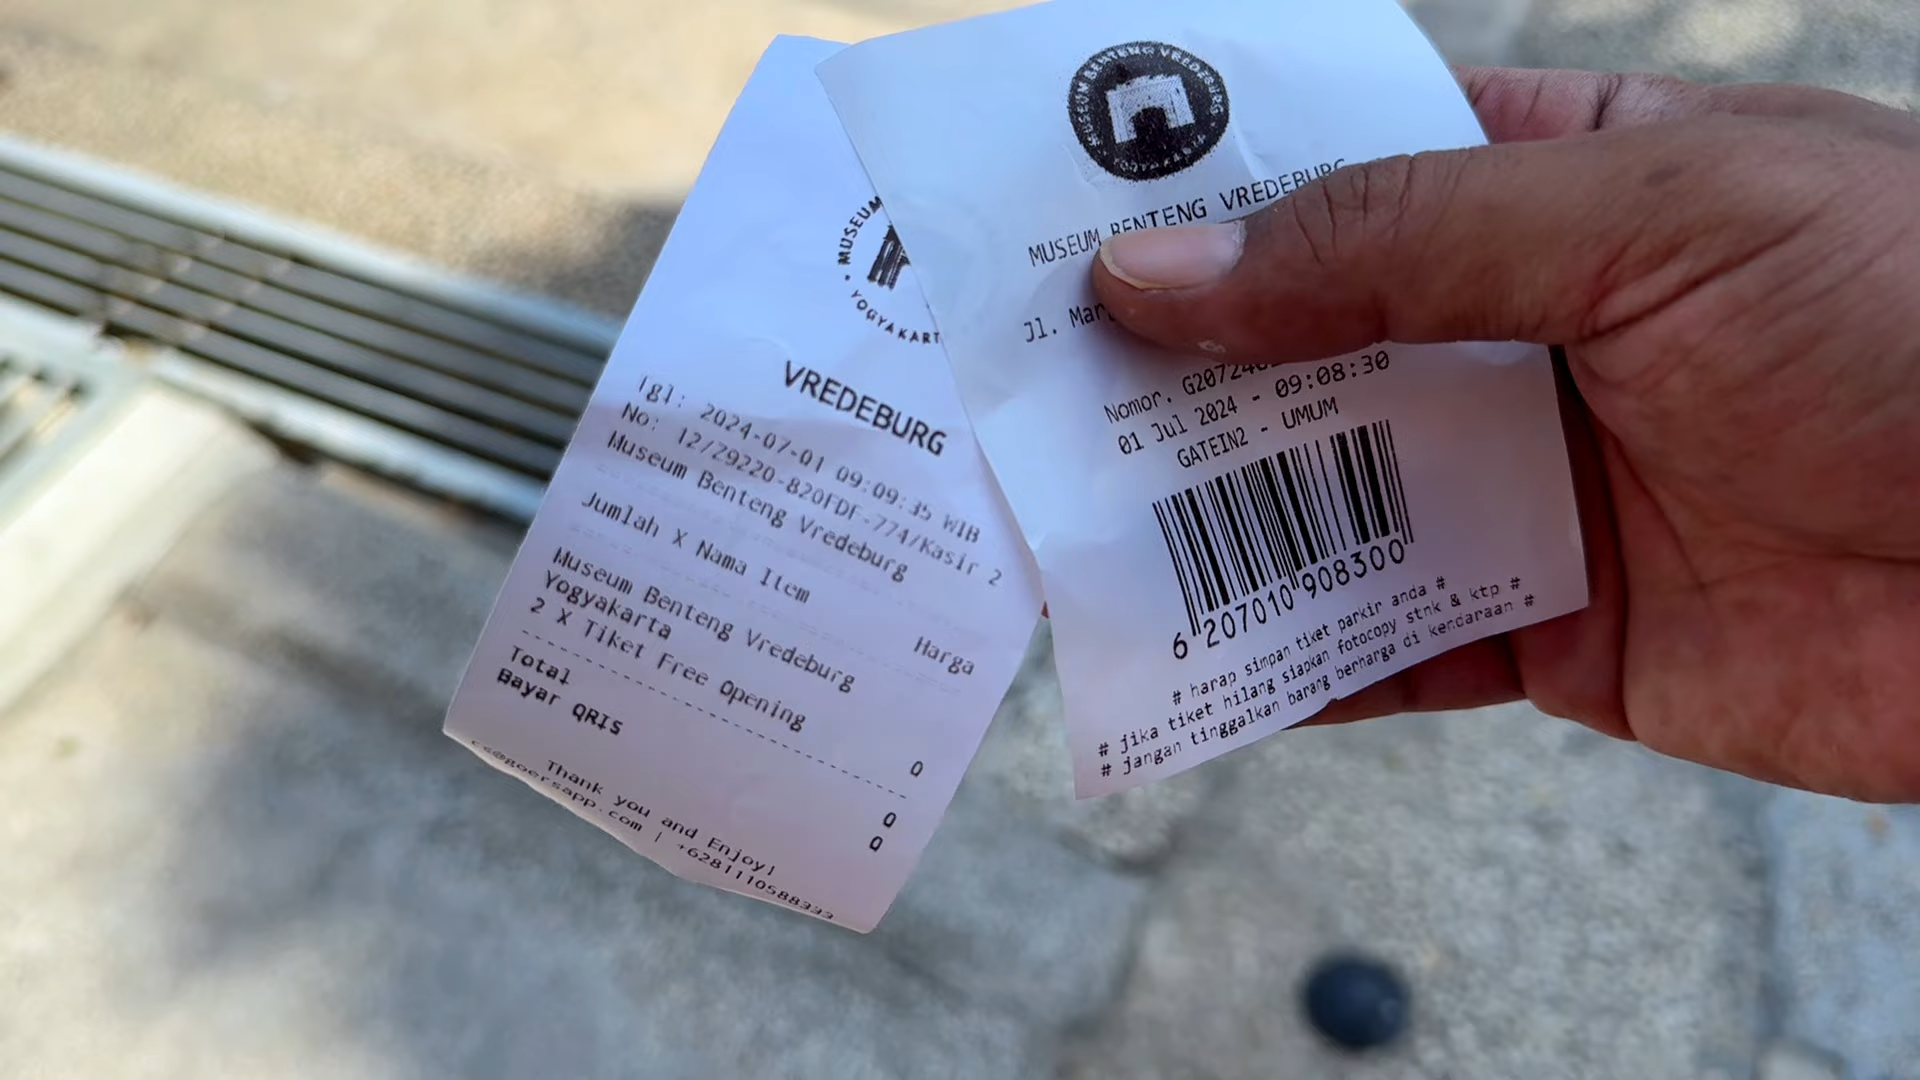 MUSEUM
YOGYAKART
VREDEBURG
Tgl: 2024-07-01 09:09:35 WIB
No: 12/29220-820FDF-774/Kasir 2
Museum Benteng Vredeburg
Jumlah X Nama Item
Harga
Museum Benteng Vredeburg
Yogyakarta
2 X Tiket Free Opening
0
Total 0
Bayar QRIS 0
Thank you and Enjoy!
cs@goersapp.com | +628111058833
MUSEUM BENTENG VREDEBURG
YOGYAKARTA
MUSEUM BENTENG VREDEBURG
Jl.
Nomor.
01 Jul 2024 - 09:08:30
GATEIN2 - UMUM
6 207010 908300
# harap simpan tiket parkir anda #
# jika tiket hilang siapkan fotocopy stnk & ktp #
# jangan tinggalkan barang berharga di kendaraan #